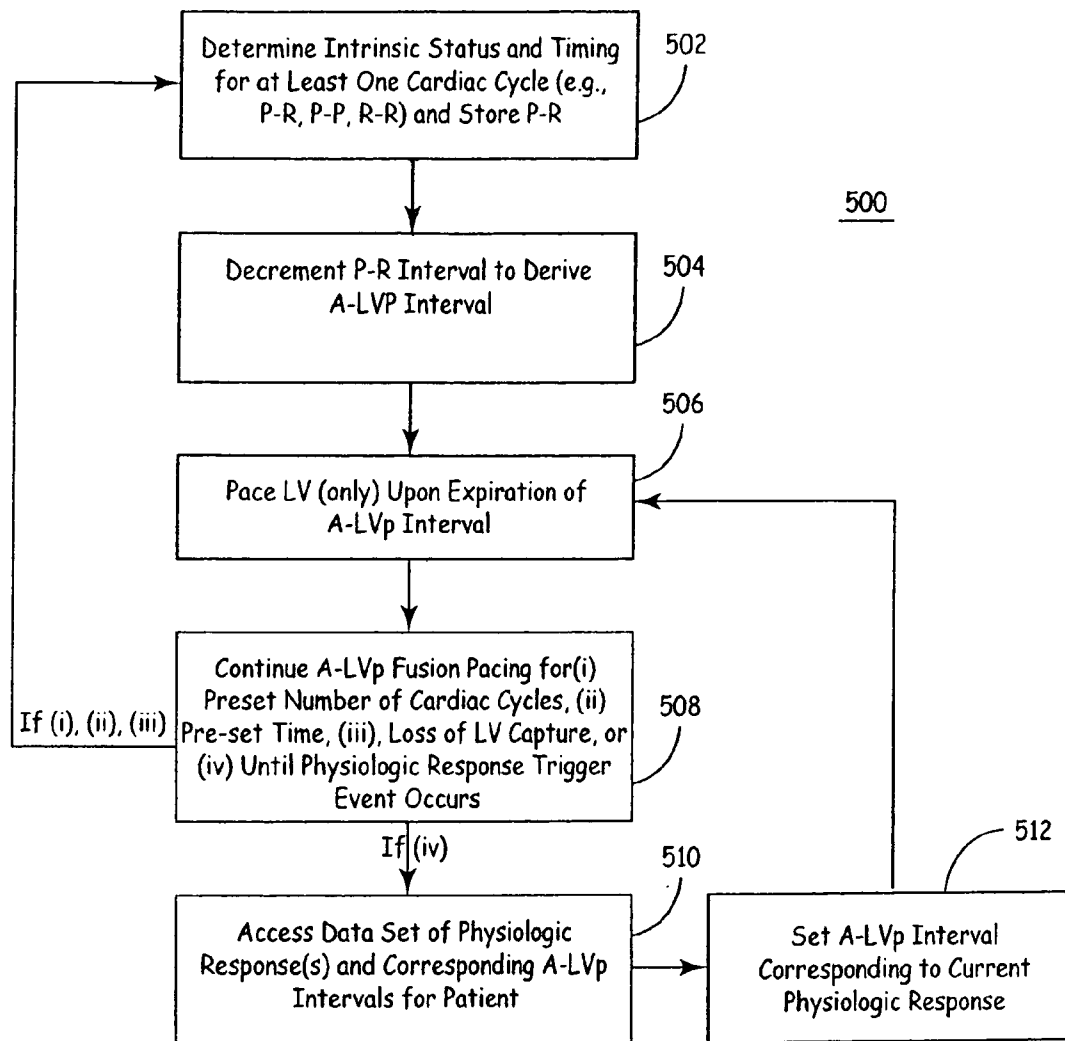 Determine Intrinsic Status and Timing
for at Least One Cardiac Cycle (e.g.,
P-R, P-P, R-R) and Store P-R
502
500
Decrement P-R Interval to Derive
A-LVP Interval
504
506
Pace LV (only) Upon Expiration of
A-LVp Interval
Continue A-LVp Fusion Pacing for(i)
Preset Number of Cardiac Cycles, (ii)
Pre-set Time, (iii), Loss of LV Capture, or
(iv) Until Physiologic Response Trigger
Event Occurs
508
If (i), (ii), (iii)
If (iv)
510
512
Access Data Set of Physiologic
Response(s) and Corresponding A-LVp
Intervals for Patient
Set A-LVp Interval
Corresponding to Current
Physiologic Response